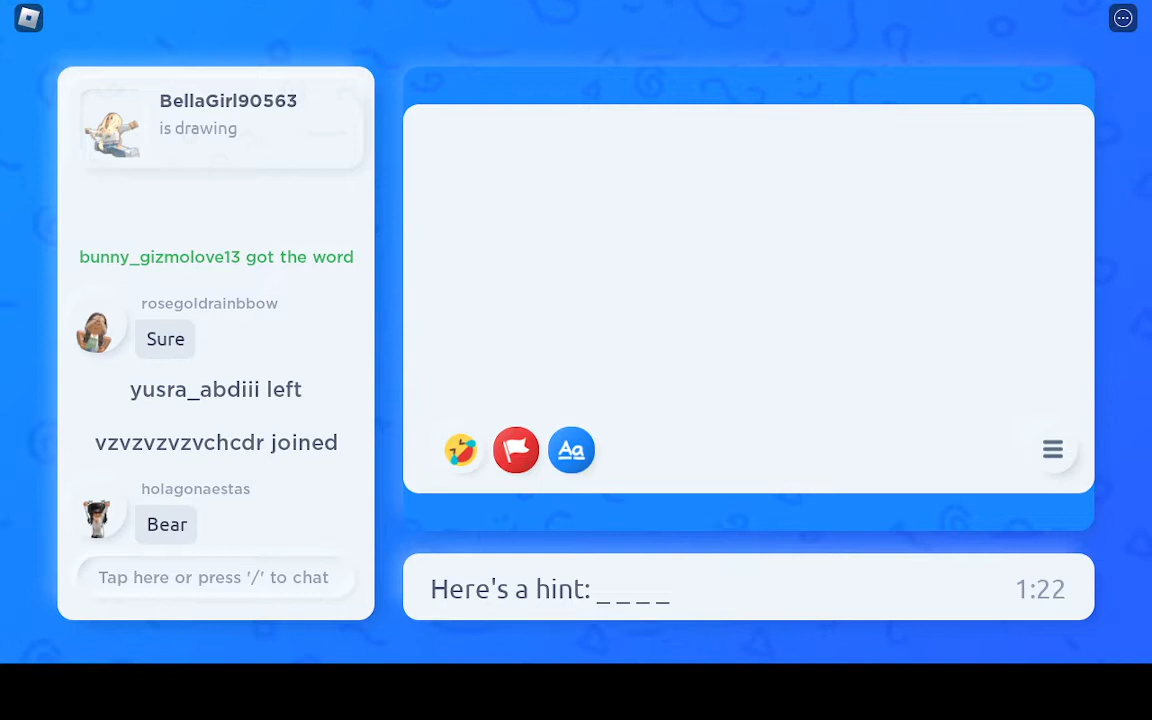 BellaGirl90563
is drawing
bunny_gizmolove13 got the word
rosegoldrainbbow
Sure
yusra_abdiii left
vzvzvzvzvchcdr joined
holagonaestas
Bear
Tap here or press '/' to chat
Aa
Here's a hint: _ _ _ _
1:22